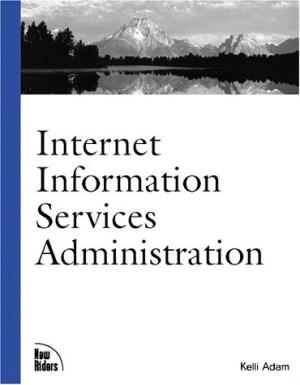 Internet
Information
Services
Administration
New
Riders
Kelli Adam